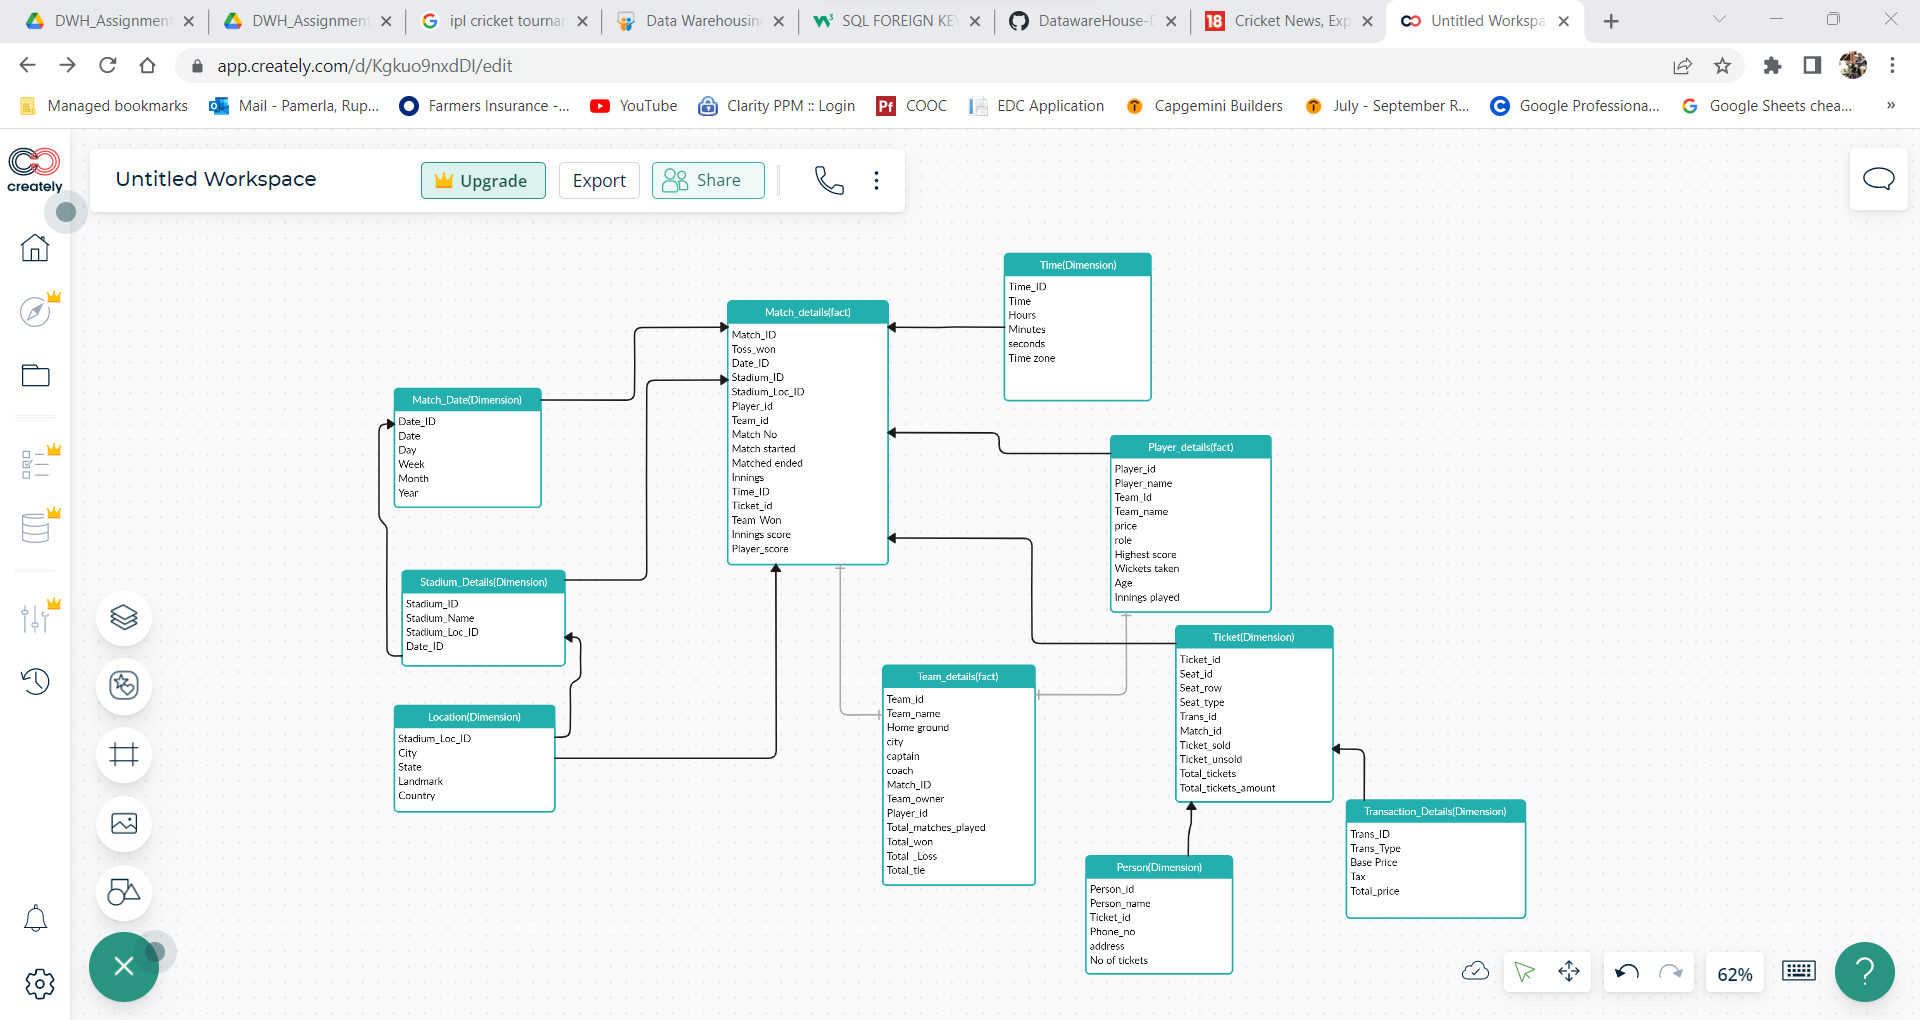 DWH_Assignment
DWH_Assignment
ipl cricket tourna
Data Warehousin
SQL FOREIGN KE
DatawareHouse-
Cricket News, Exp
Untitled Workspa
app.creately.com/d/Kgkuo9nxdDI/edit
Managed bookmarks
Mail - Pamerla, Rup...
Farmers Insurance -...
YouTube
Clarity PPM :: Login
COOC
EDC Application
Capgemini Builders
July - September R...
Google Professiona...
Google Sheets chea...
»
creately
Untitled Workspace
Upgrade
Export
Share
Time(Dimension)
Time_ID
Time
Hours
Minutes
seconds
Time zone
Match_details(fact)
Match_ID
Toss_won
Date_ID
Stadium_ID
Stadium_Loc_ID
Player_id
Team_id
Match No
Match started
Matched ended
Innings
Time_ID
Ticket_id
Team Won
Innings score
Player_score
Match_Date(Dimension)
Date_ID
Date
Day
Week
Month
Year
Player_details(fact)
Player_id
Player_name
Team_Id
Team_name
price
role
Highest score
Wickets taken
Age
Innings played
Stadium_Details(Dimension)
Stadium_ID
Stadium_Name
Stadium_Loc_ID
Date_ID
Ticket(Dimension)
Ticket_id
Seat_id
Seat_row
Seat_type
Trans_id
Match_id
Ticket_sold
Ticket_unsold
Total_tickets
Total_tickets_amount
Team_details(fact)
Team_id
Team_name
Home ground
city
captain
coach
Match_ID
Team_owner
Player_id
Total_matches_played
Total_won
Total _Loss
Total_tie
Location(Dimension)
Stadium_Loc_ID
City
State
Landmark
Country
Transaction_Details(Dimension)
Trans_ID
Trans_Type
Base Price
Tax
Total_price
Person(Dimension)
Person_id
Person_name
Ticket_id
Phone_no
address
No of tickets
62%
?